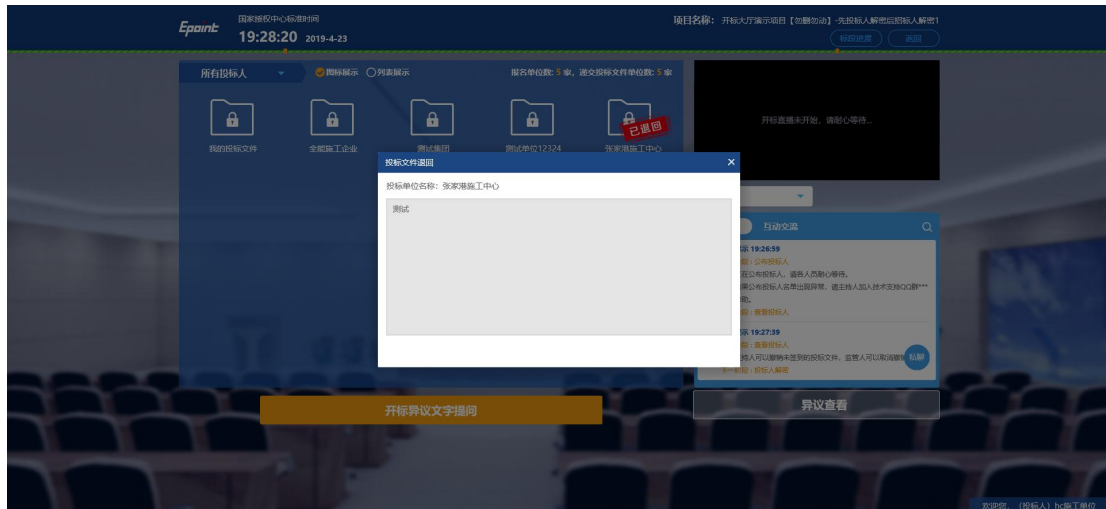 Epoint
国家授权中心标准时间
19:28:20 2019-4-23
项目名称： 开标大厅演示项目【勿删勿动】-先投标人解密后招标人解密1
标段进度 返回
所有投标人
图标展示 列表展示
报名单位数: 5 家, 递交投标文件单位数: 5 家
我的投标文件
全能施工企业
测试集团
测试单位12324
已退回
张家港施工中心
开标直播未开始，请耐心等待...
投标文件退回
投标单位名称： 张家港施工中心
测试
互动交流
示 19:26:59
段：公布投标人
在公布投标人，请各人员耐心等待。
果公布投标人名单出现异常，请主持人加入技术支持QQ群***
助。
段：查看投标人
示 19:27:39
段：查看投标人
持人可以撤销未签到的投标文件，监管人可以取消撤销
下一阶段：投标人解密
私聊
开标异议文字提问
异议查看
欢迎您，（投标人）hc施工单位